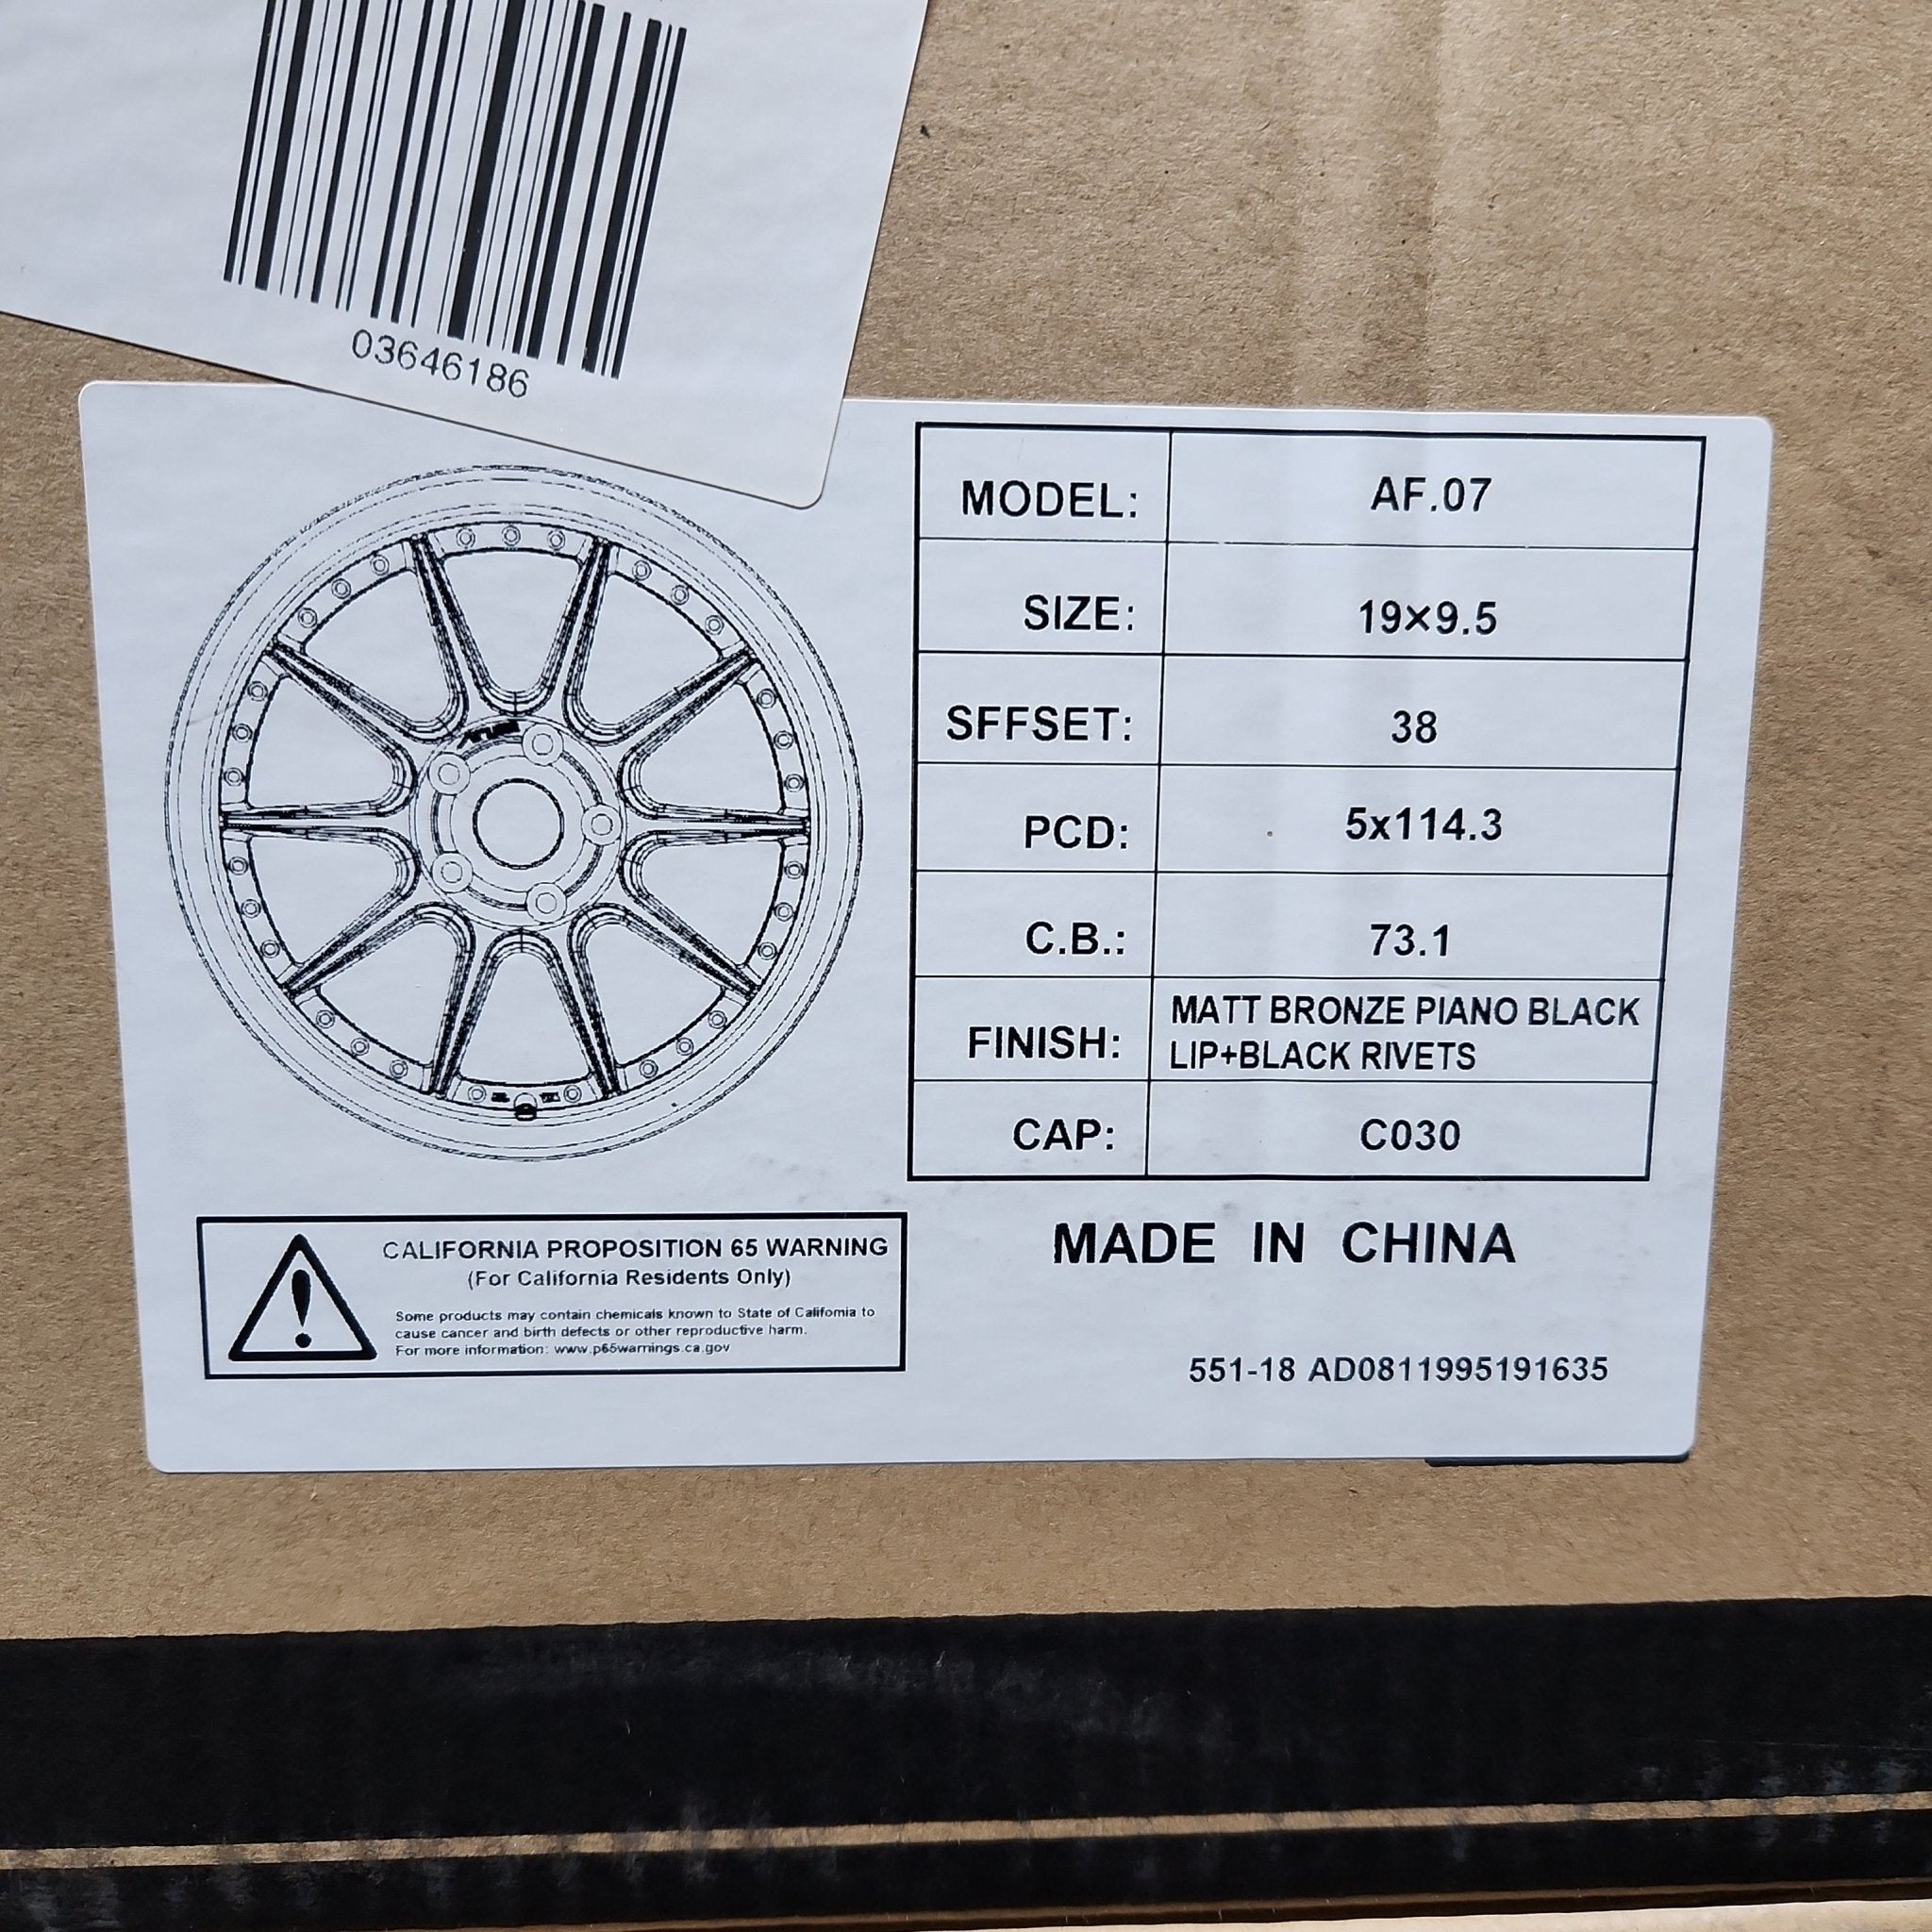 03646186
MODEL: AF.07
SIZE: 19×9.5
SFFSET: 38
PCD: 5x114.3
C.B.: 73.1
FINISH: MATT BRONZE PIANO BLACK
LIP+BLACK RIVETS
CAP: C030
CALIFORNIA PROPOSITION 65 WARNING
(For California Residents Only)
Some products may contain chemicals known to State of California to
cause cancer and birth defects or other reproductive harm.
For more information: www.p65warnings.ca.gov
MADE IN CHINA
551-18 AD0811995191635